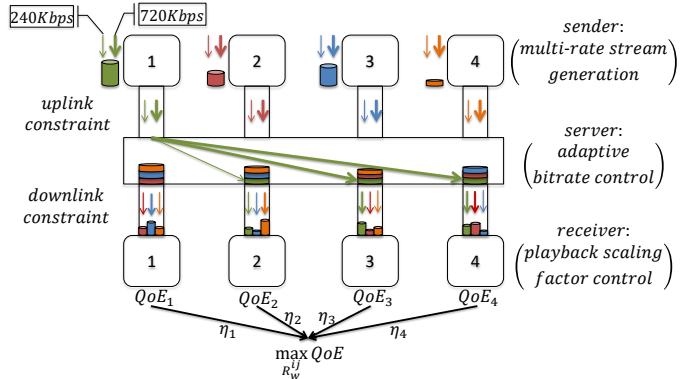 240Kbps 720Kbps
sender:
multi-rate stream
generation
1 2 3 4
uplink
constraint
server:
adaptive
bitrate control
downlink
constraint
receiver:
playback scaling
factor control
1 2 3 4
QoE₁ QoE₂ QoE₃ QoE₄
η₁ η₂ η₃ η₄
max QoE
R_w^{ij}